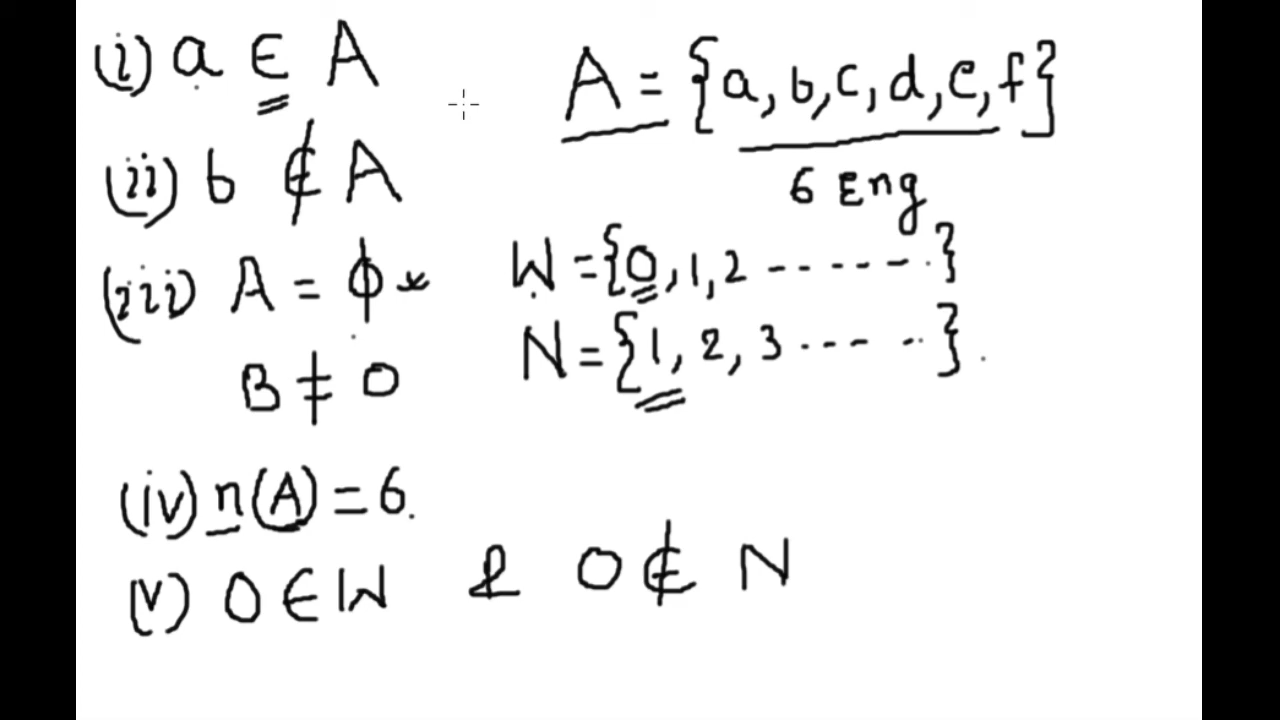 (i) a ∈ A
(ii) b ∉ A
(iii) A = ϕ *
B ≠ 0
(iv) n(A) = 6.
(v) 0 ∈ W & 0 ∉ N
A = {a, b, c, d, e, f}
6 Eng
W = {0, 1, 2 -------.}
N = {1, 2, 3 ------.}.